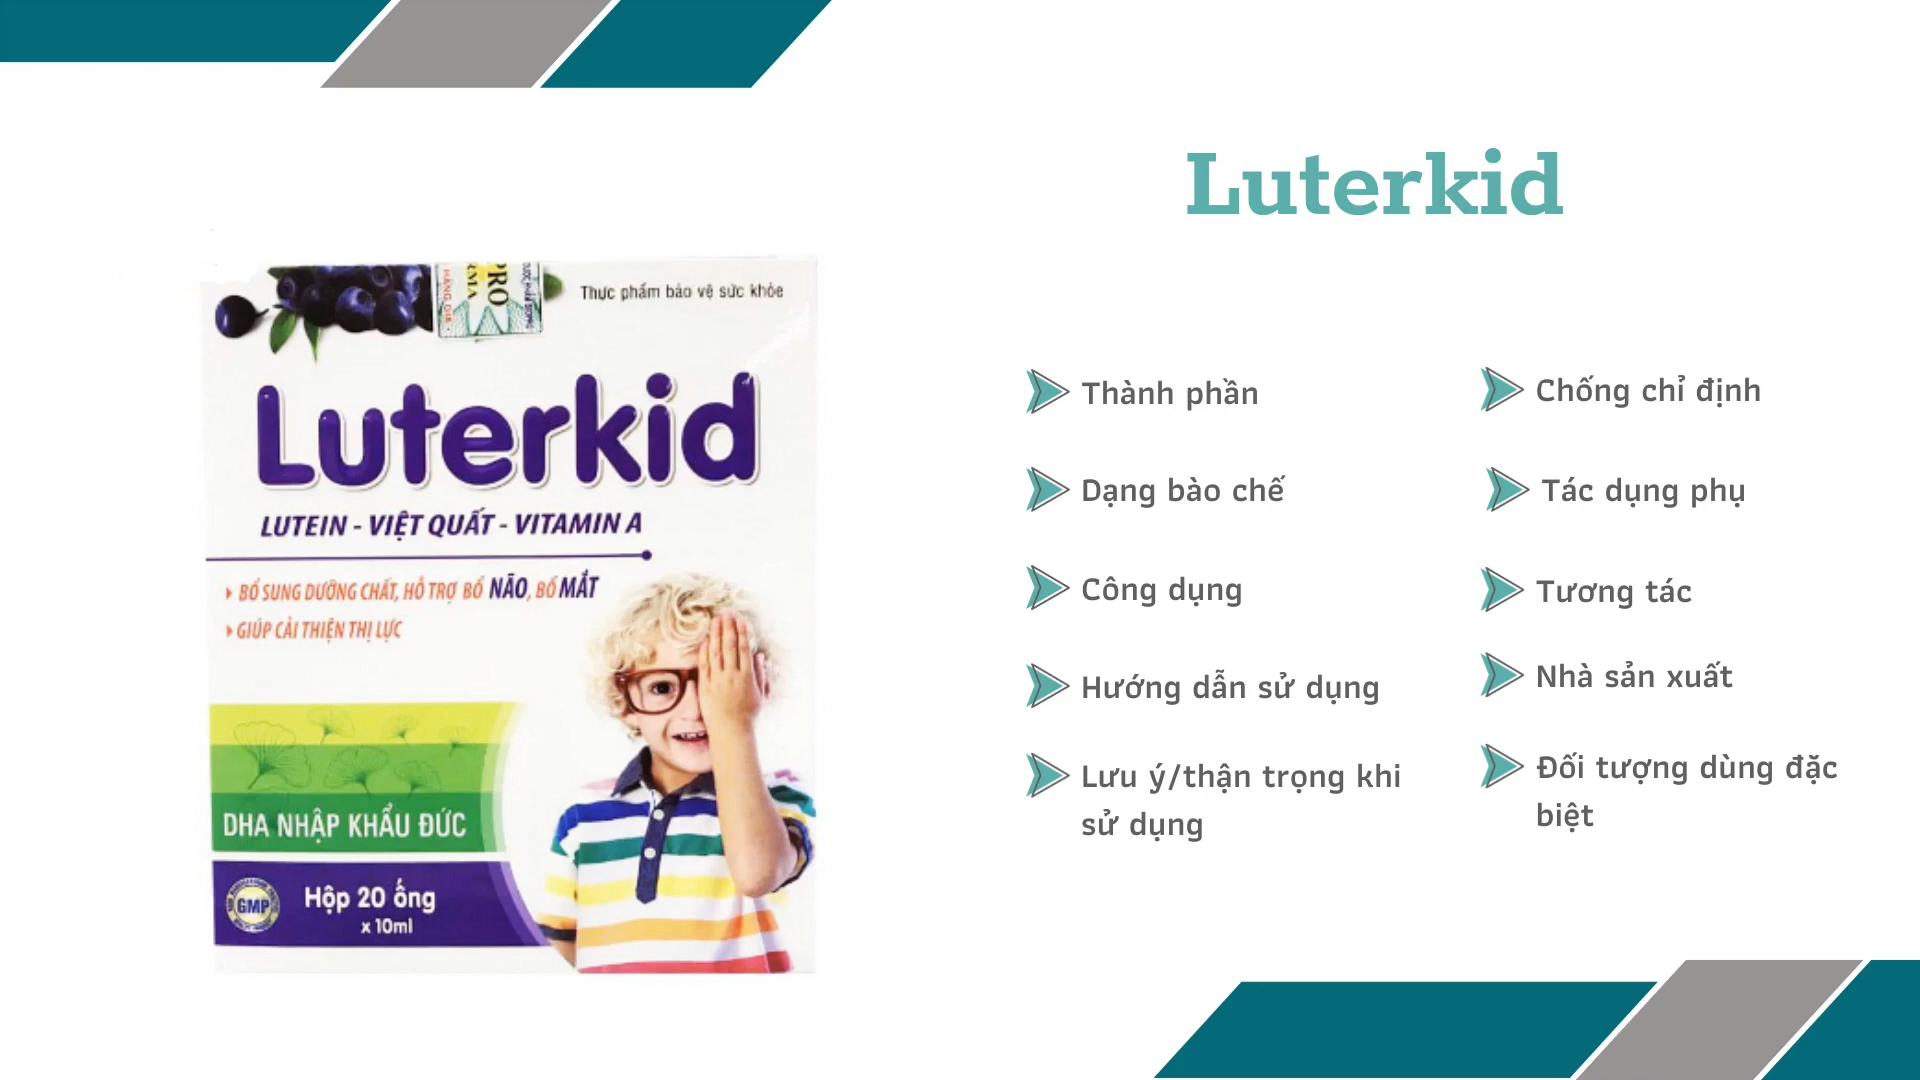 Luterkid
Thực phẩm bảo vệ sức khỏe
PRO
Luterkid
LUTEIN - VIỆT QUẤT - VITAMIN A
BỔ SUNG DƯỠNG CHẤT, HỖ TRỢ BỔ NÃO, BỔ MẮT
GIÚP CẢI THIỆN THỊ LỰC
DHA NHẬP KHẨU ĐỨC
GMP
Hộp 20 ống
x 10ml
Thành phần
Dạng bào chế
Công dụng
Hướng dẫn sử dụng
Lưu ý/thận trọng khi
sử dụng
Chống chỉ định
Tác dụng phụ
Tương tác
Nhà sản xuất
Đối tượng dùng đặc
biệt